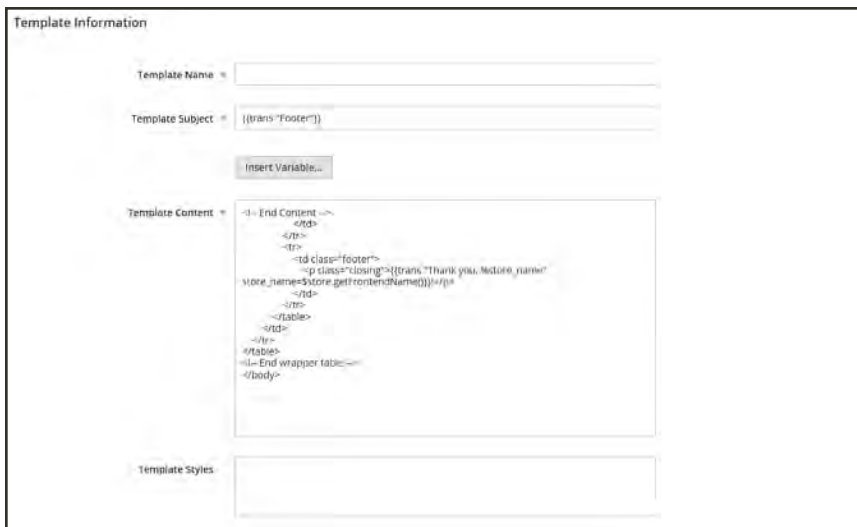 Template Information
Template Name *
Template Subject * {{trans "Footer"}}
Insert Variable...
Template Content * <!-- End Content -->
</td>
</tr>
<tr>
<td class="footer">
<p class="closing">{{trans "Thank you, %store_name"
store_name=$store.getFrontendName()}}!</p>
</td>
</tr>
</table>
</td>
</tr>
</table>
<!-- End wrapper table -->
</body>
Template Styles